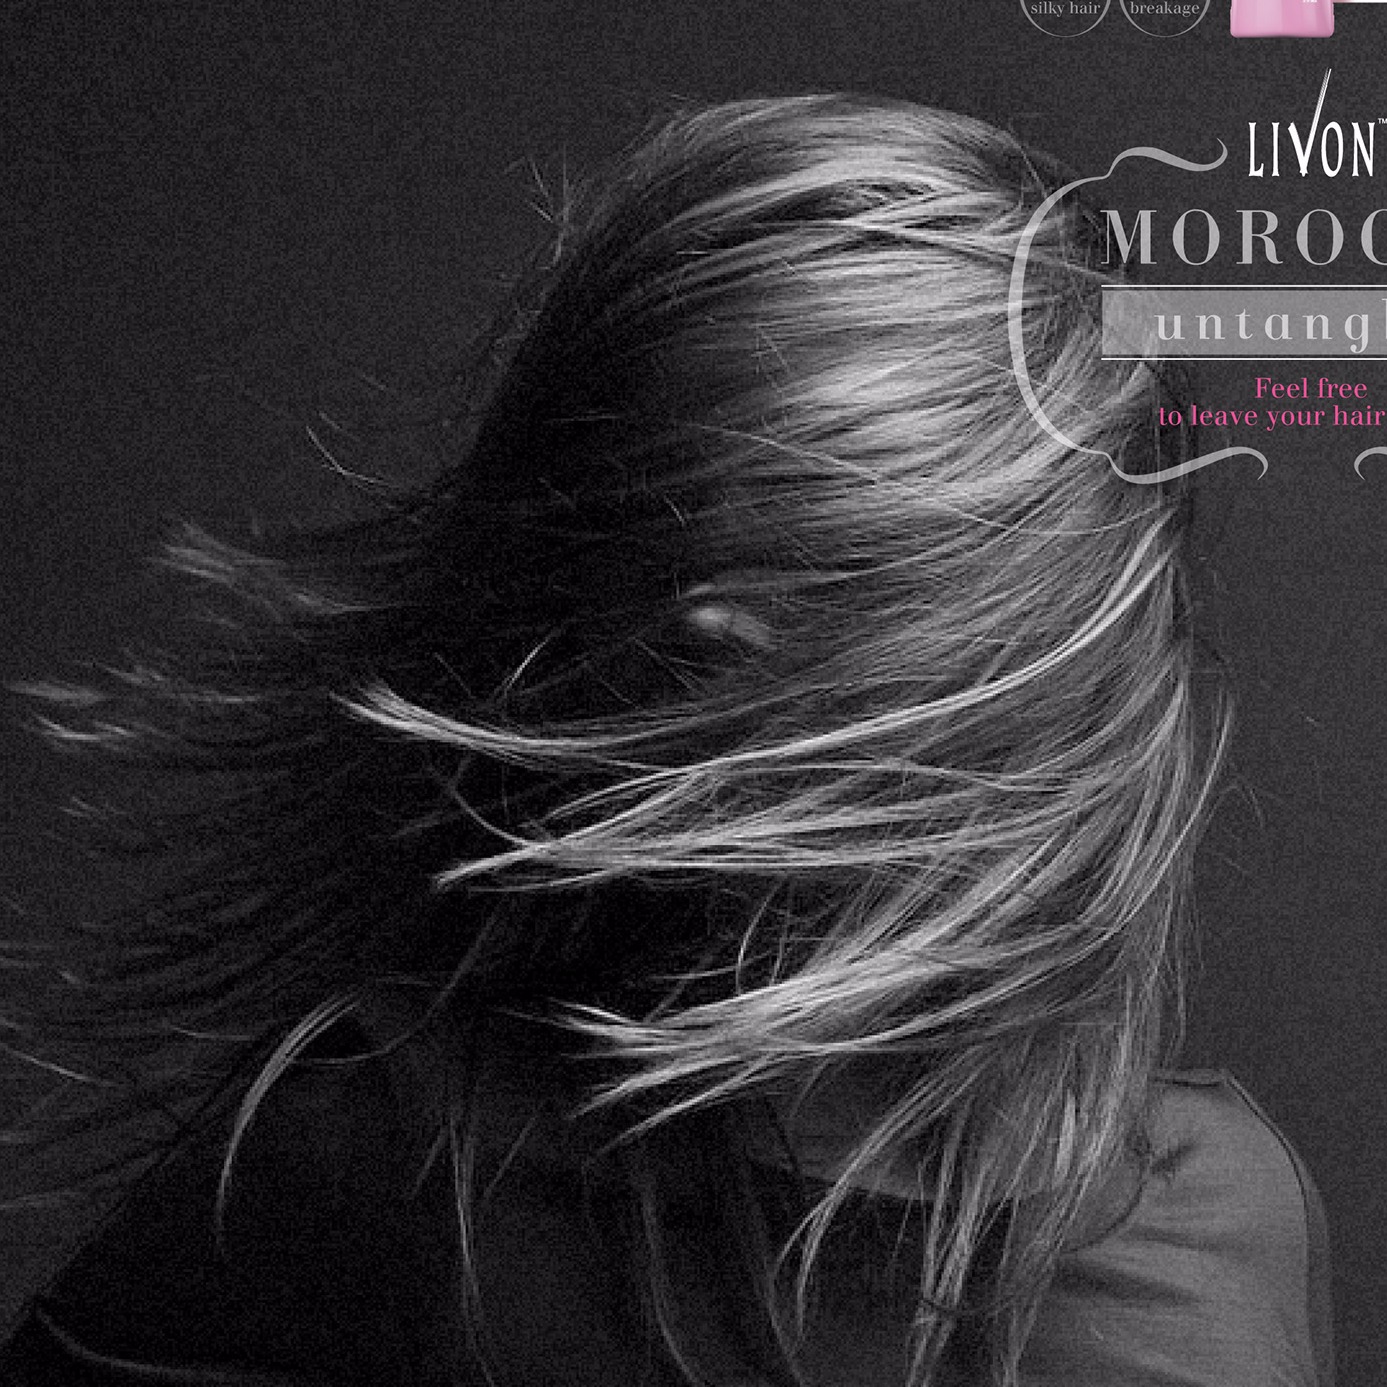 silky hair
breakage
LIVON™
MOROC
untangl
Feel free
to leave your hair